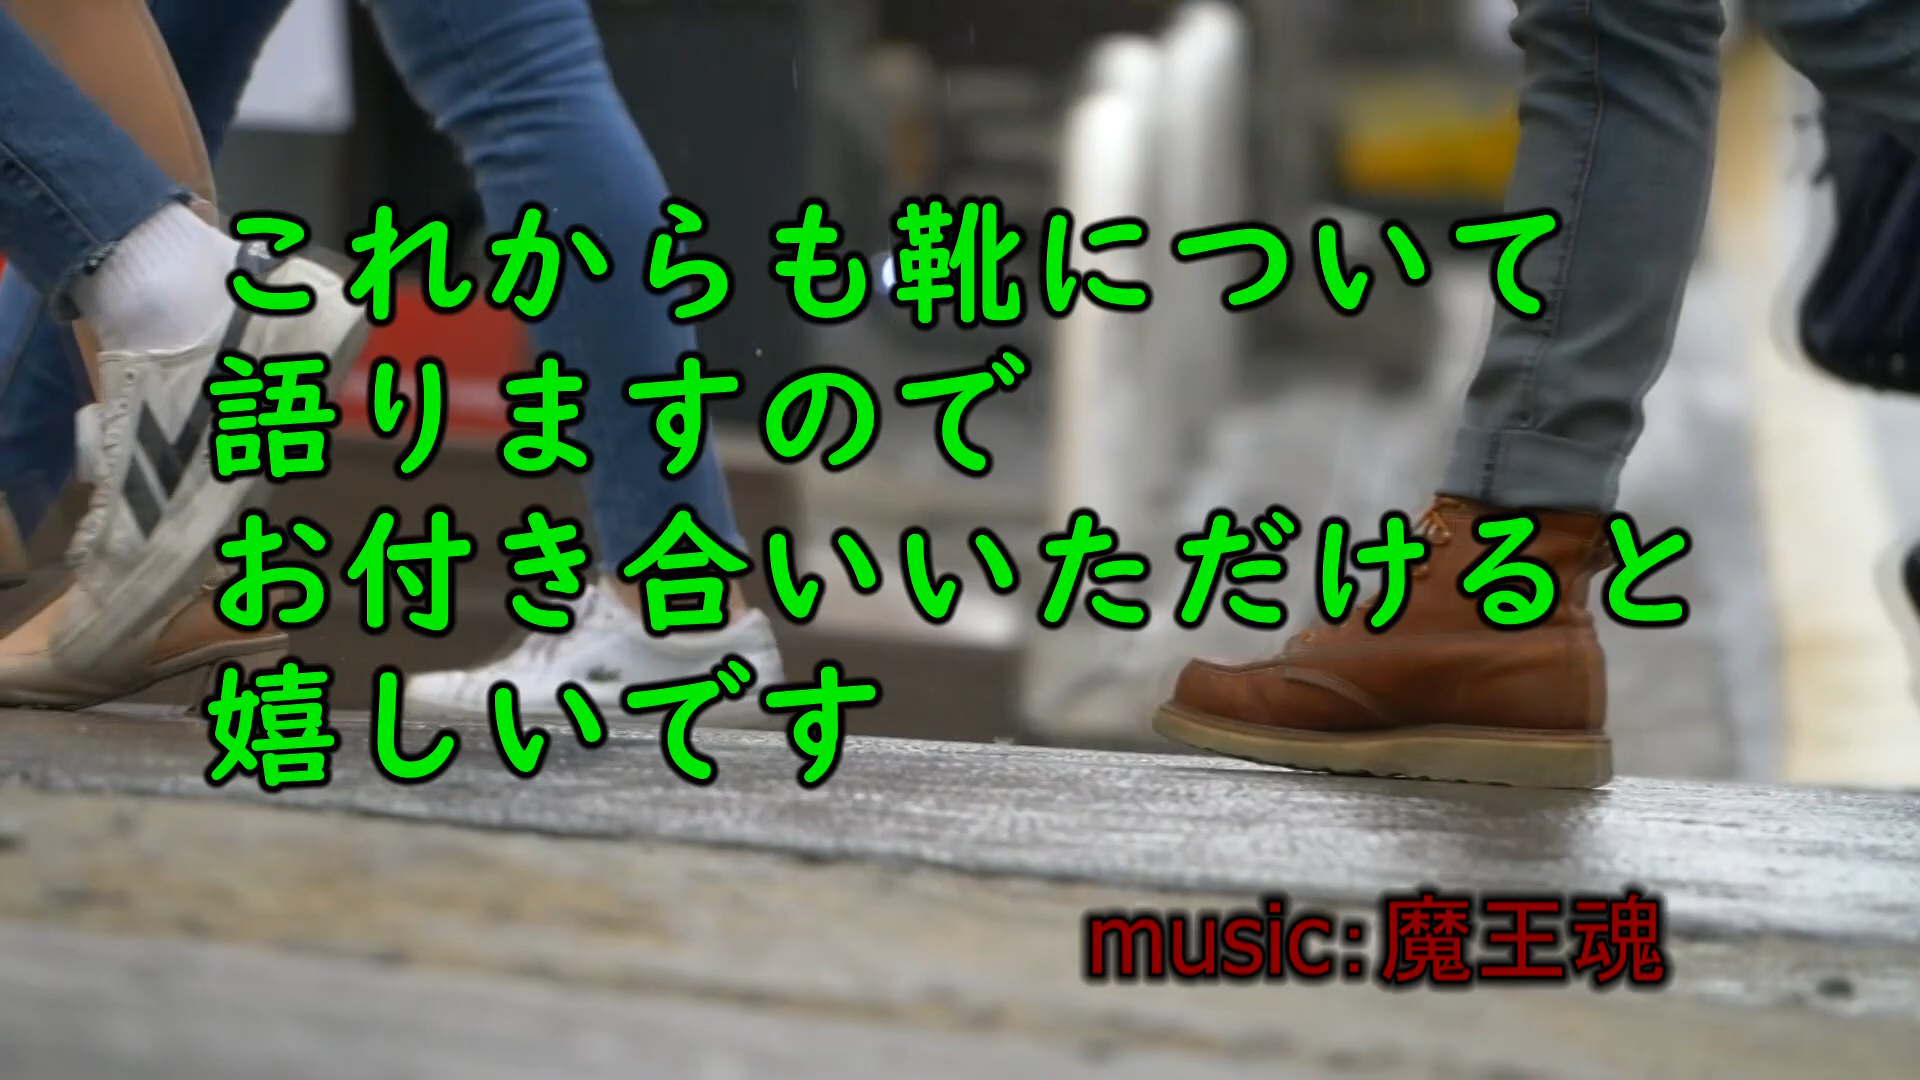 これからも靴について
語りますので
お付き合いいただけると
嬉しいです
music:魔王魂